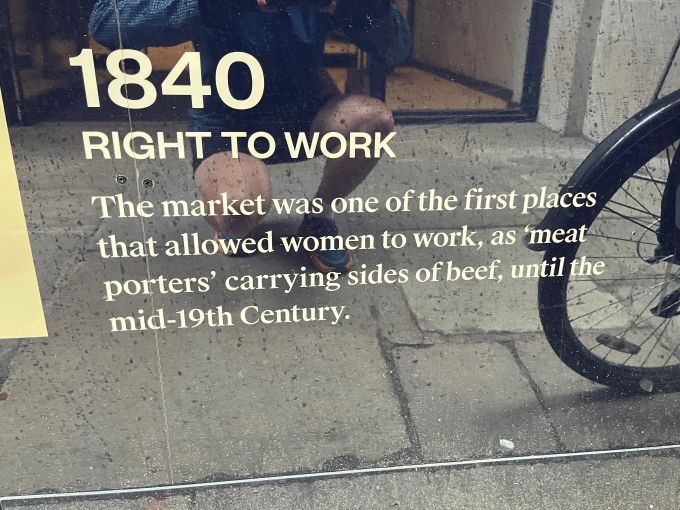 1840
RIGHT TO WORK
The market was one of the first places
that allowed women to work, as ‘meat
porters’ carrying sides of beef, until the
mid-19th Century.